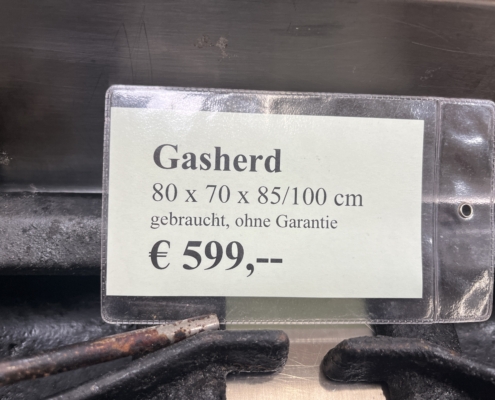 Gasherd
80 x 70 x 85/100 cm
gebraucht, ohne Garantie
€ 599,--